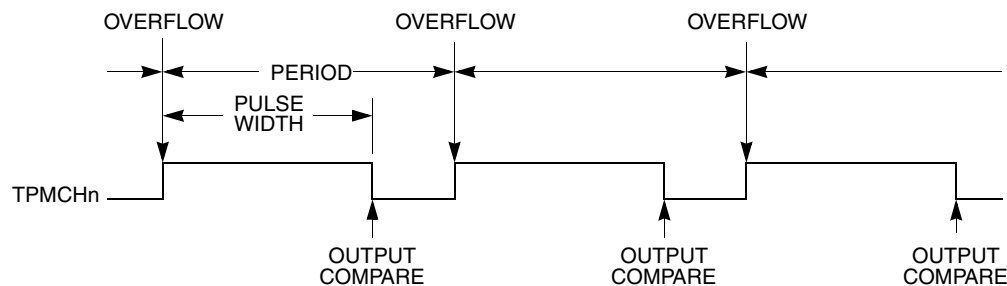 OVERFLOW OVERFLOW OVERFLOW
PERIOD
PULSE
WIDTH
TPMCHn
OUTPUT OUTPUT OUTPUT
COMPARE COMPARE COMPARE